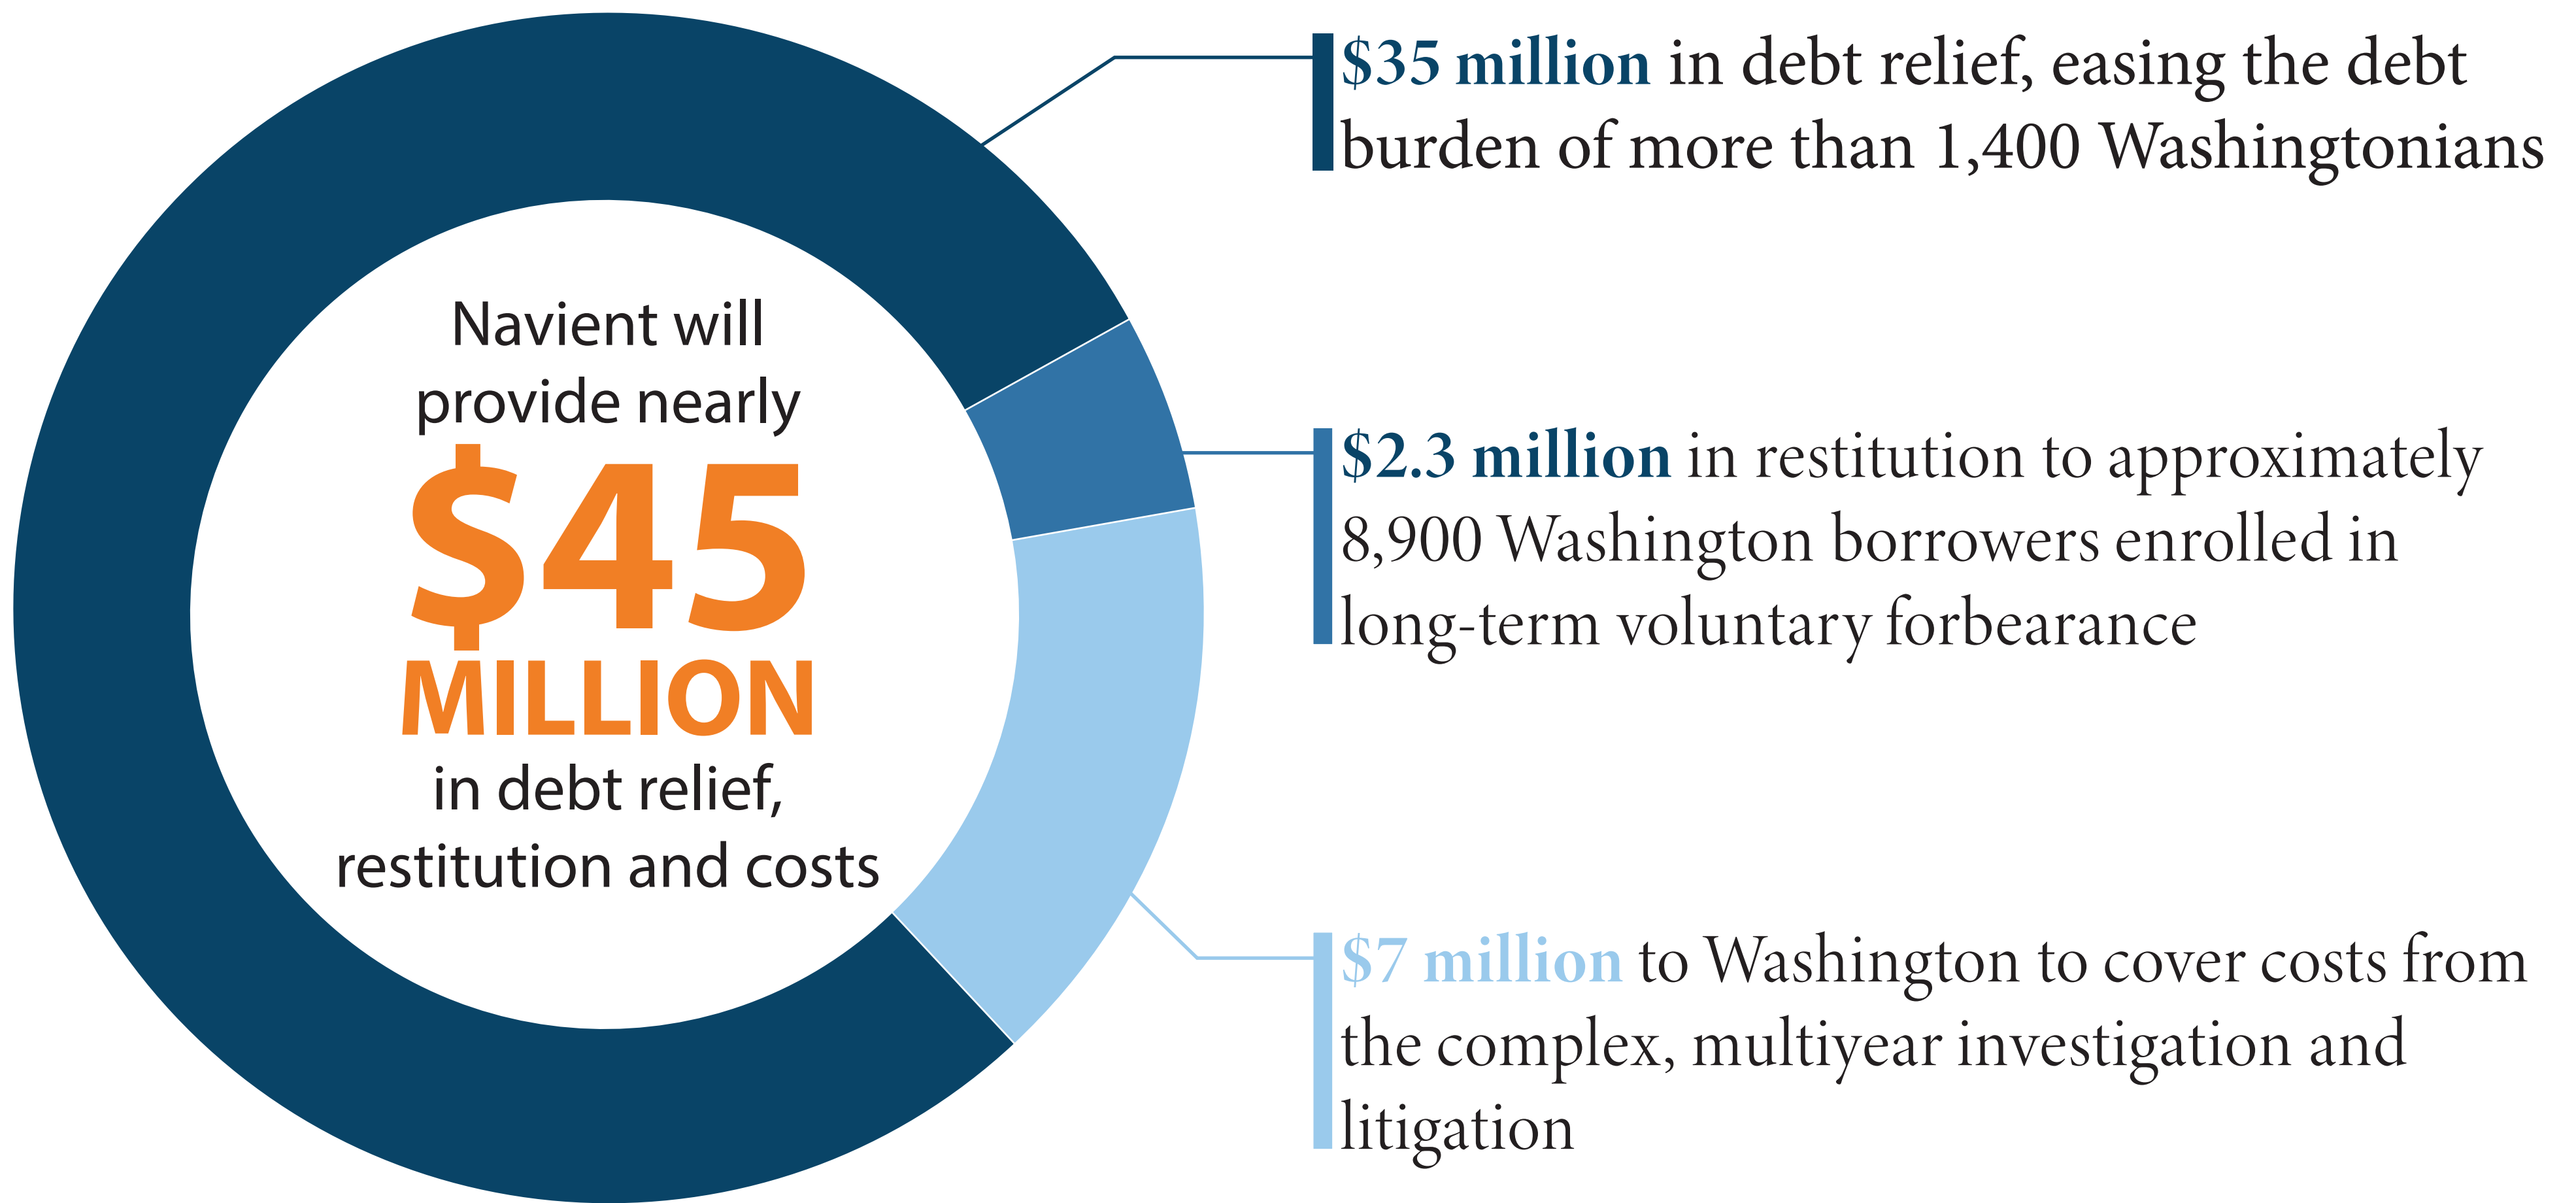 Navient will
provide nearly
$45
MILLION
in debt relief,
restitution and costs
$35 million in debt relief, easing the debt
burden of more than 1,400 Washingtonians
$2.3 million in restitution to approximately
8,900 Washington borrowers enrolled in
long-term voluntary forbearance
$7 million to Washington to cover costs from
the complex, multiyear investigation and
litigation